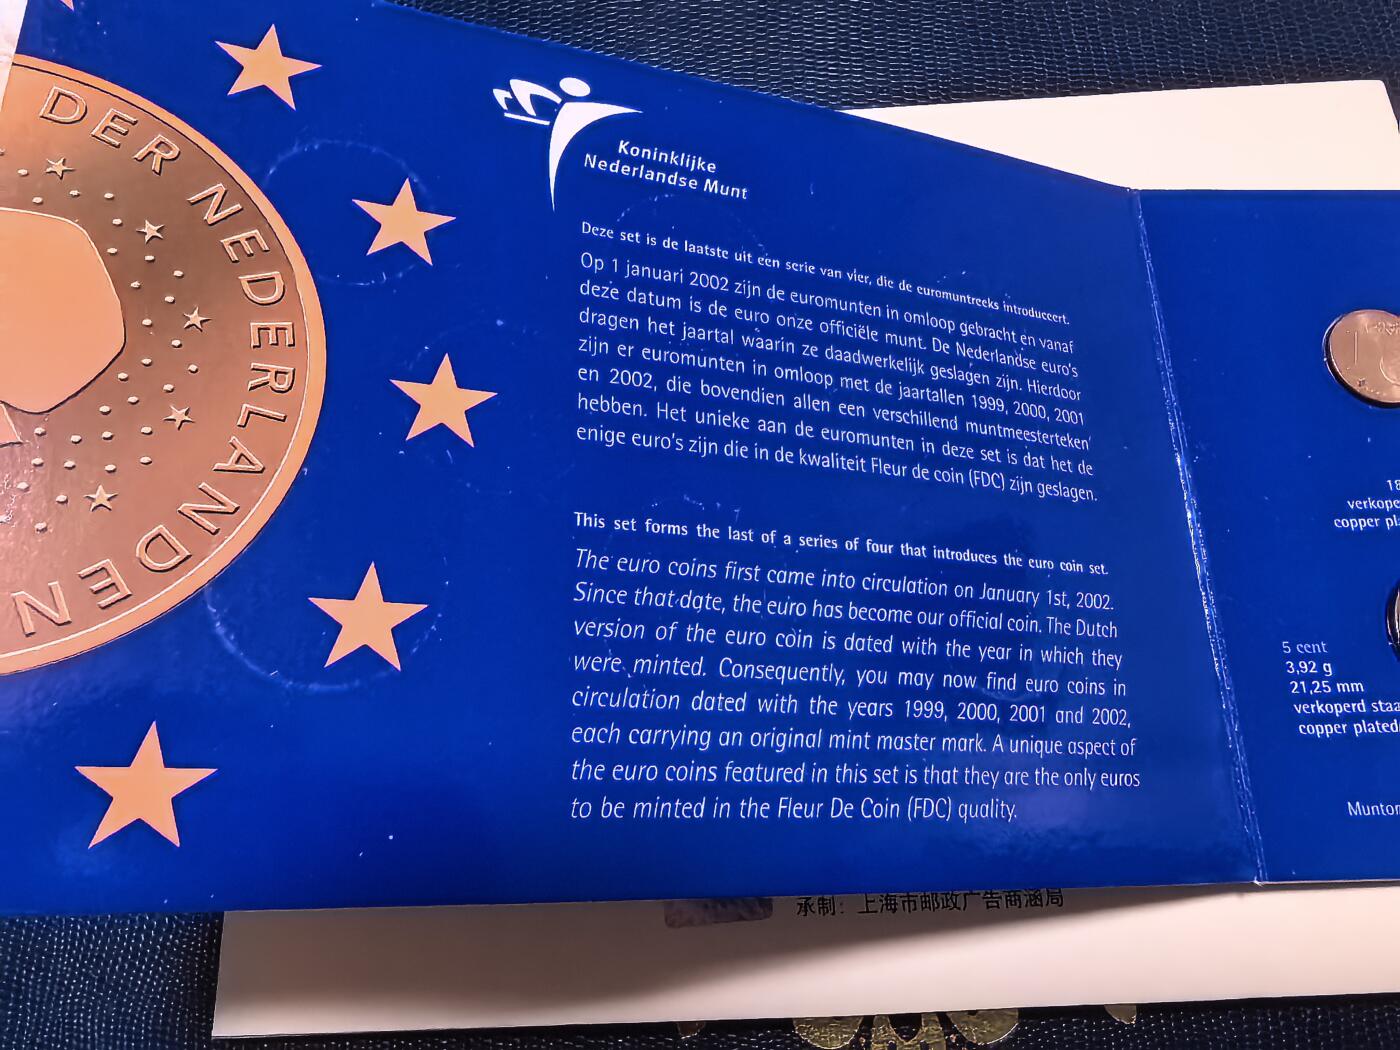 DER NEDERLANDEN
Koninklijke
Nederlandse Munt
Deze set is de laatste uit een serie van vier, die de euromuntreeks introduceert.
Op 1 januari 2002 zijn de euromunten in omloop gebracht en vanaf
deze datum is de euro onze officiële munt. De Nederlandse euro's
dragen het jaartal waarin ze daadwerkelijk geslagen zijn. Hierdoor
zijn er euromunten in omloop met de jaartallen 1999, 2000, 2001
en 2002, die bovendien allen een verschillend muntmeesterteken
hebben. Het unieke aan de euromunten in deze set is dat het de
enige euro's zijn die in de kwaliteit Fleur de coin (FDC) zijn geslagen.
This set forms the last of a series of four that introduces the euro coin set.
The euro coins first came into circulation on January 1st, 2002.
Since that date, the euro has become our official coin. The Dutch
version of the euro coin is dated with the year in which they
were minted. Consequently, you may now find euro coins in
circulation dated with the years 1999, 2000, 2001 and 2002,
each carrying an original mint master mark. A unique aspect of
the euro coins featured in this set is that they are the only euros
to be minted in the Fleur De Coin (FDC) quality.
1
18
verkope
copper pl
5 cent
3,92 g
21,25 mm
verkoperd staa
copper plated
Munton
承制：上海市邮政广告商函局